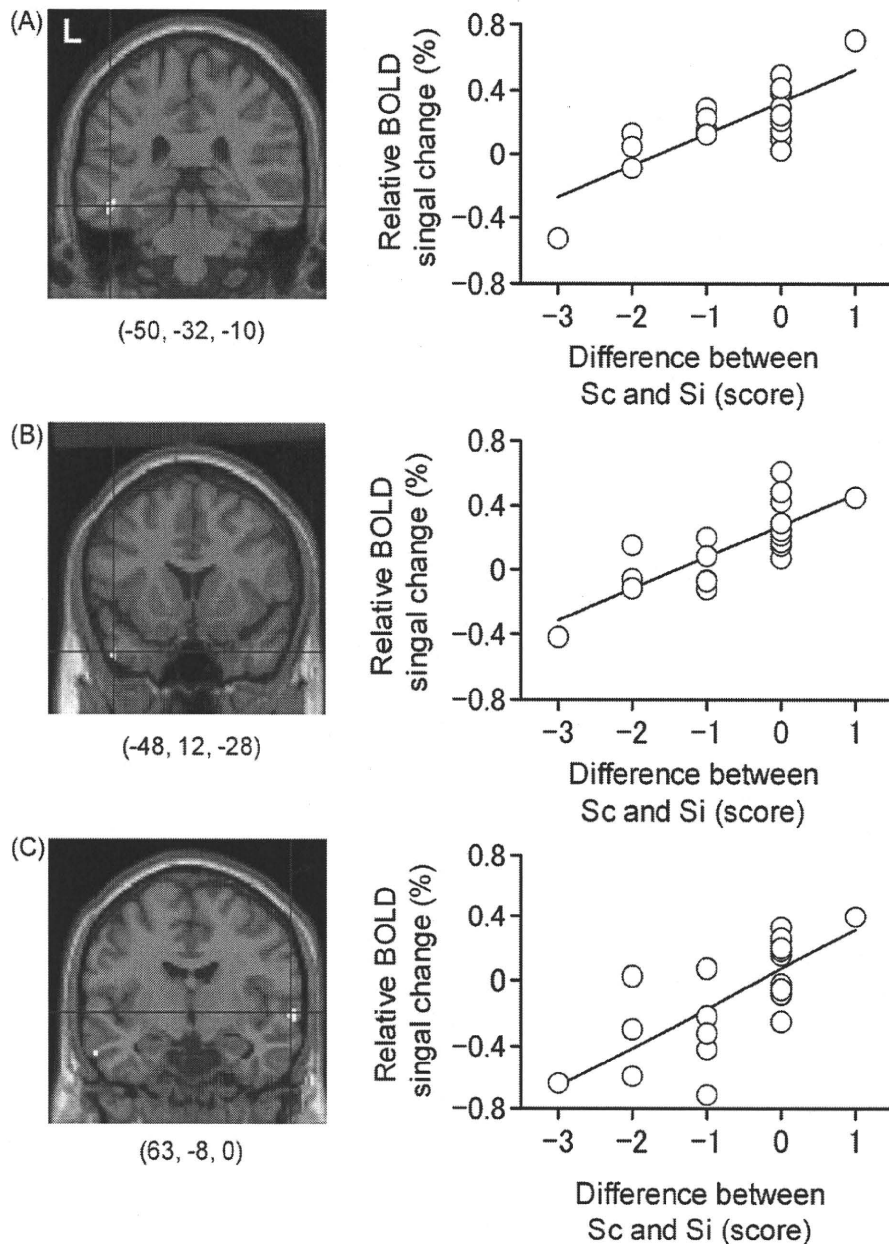 (A)
L
(-50, -32, -10)
Relative BOLD
singal change (%)
0.8
0.4
0
−0.4
−0.8
−3 −2 −1 0 1
Difference between
Sc and Si (score)
(B)
(-48, 12, -28)
Relative BOLD
singal change (%)
0.8
0.4
0
−0.4
−0.8
−3 −2 −1 0 1
Difference between
Sc and Si (score)
(C)
(63, -8, 0)
Relative BOLD
singal change (%)
0.8
0.4
0
−0.4
−0.8
−3 −2 −1 0 1
Difference between
Sc and Si (score)